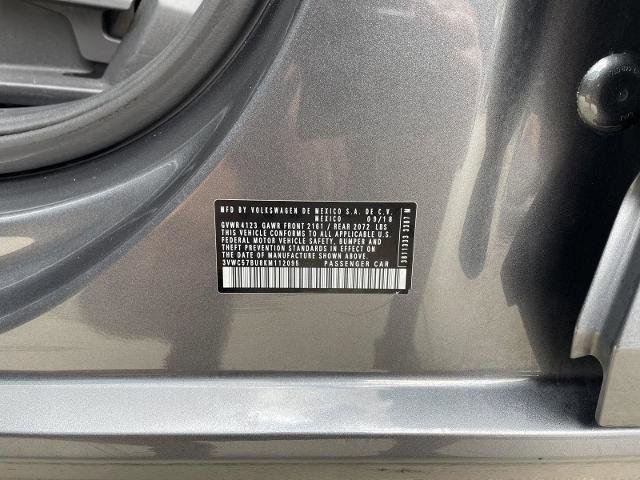 MFD BY VOLKSWAGEN DE MEXICO S.A. DE C.V.
MEXICO 09/18
GVWR 4123 GAWR FRONT 2161 / REAR 2072 LBS
THIS VEHICLE CONFORMS TO ALL APPLICABLE U.S.
FEDERAL MOTOR VEHICLE SAFETY, BUMPER AND
THEFT PREVENTION STANDARDS IN EFFECT ON
THE DATE OF MANUFACTURE SHOWN ABOVE
3VWC57BU8KM112095 PASSENGER CAR